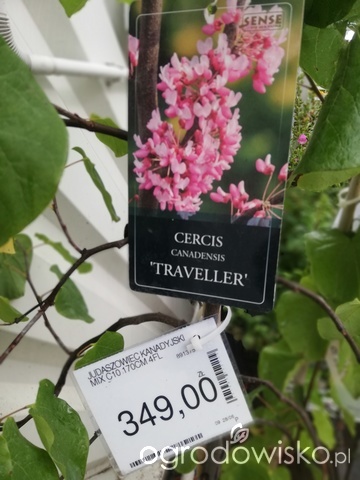 SENSE
CERCIS
CANADENSIS
'TRAVELLER'
JUDASZOWIEC KANADYJSKI
MIX C10 170CM 4FL
ZŁ
349,00
ogrodowisko.pl